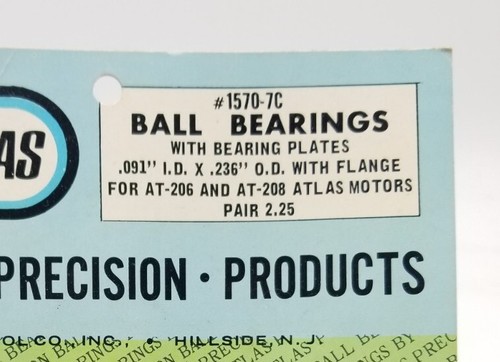 #1570-7C
BALL BEARINGS
WITH BEARING PLATES
.091" I.D. X .236" O.D. WITH FLANGE
FOR AT-206 AND AT-208 ATLAS MOTORS
PAIR 2.25
AS
PRECISION · PRODUCTS
OL CO., INC., • HILLSIDE, N. J.